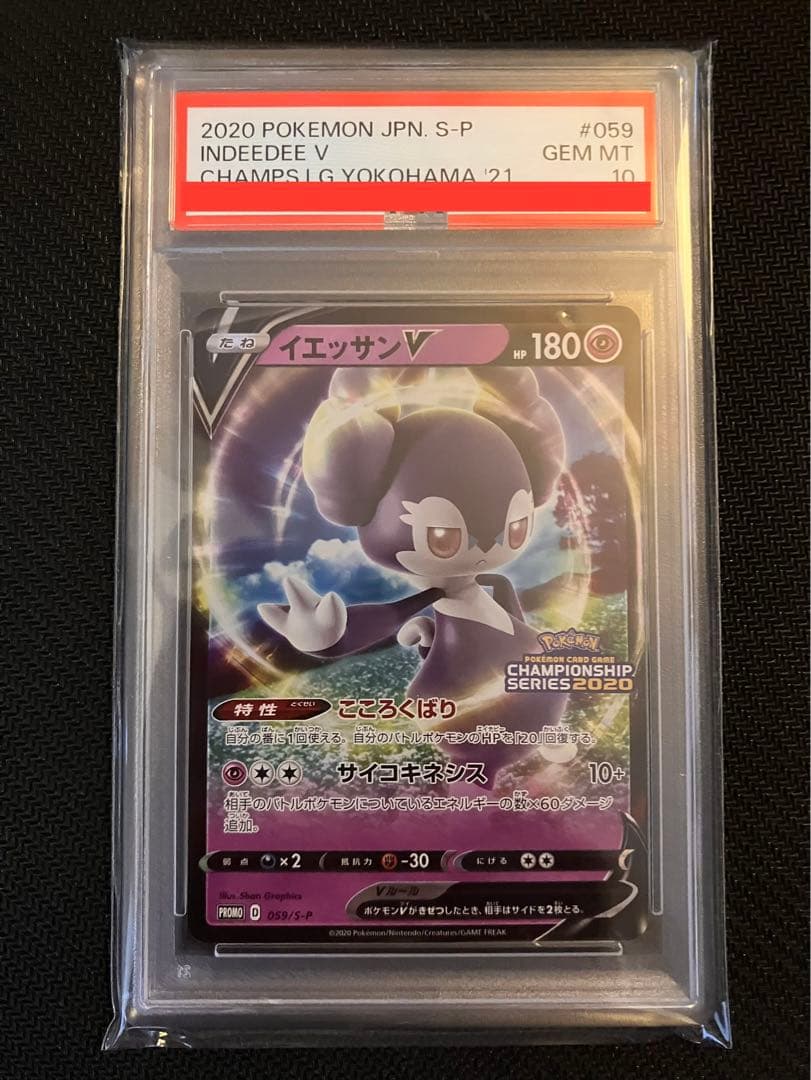 2020 POKEMON JPN. S-P #059
INDEEDEE V GEM MT
CHAMPS LG YOKOHAMA '21 10
たね イエッサンV HP 180
Pokémon
POKÉMON CARD GAME
CHAMPIONSHIP
SERIES 2020
特性 とくせい こころくばり
自分の番に1回使える。自分のバトルポケモンのHPを「20」回復する。
サイコキネシス 10+
相手のバトルポケモンについているエネルギーの数×60ダメージ
追加。
弱点 ×2 抵抗力 -30 にげる
Illus. Shan Graphics
Vルール
PROMO D 059/S-P
ポケモンVがきぜつしたとき、相手はサイドを2枚とる。
©2020 Pokémon/Nintendo/Creatures/GAME FREAK